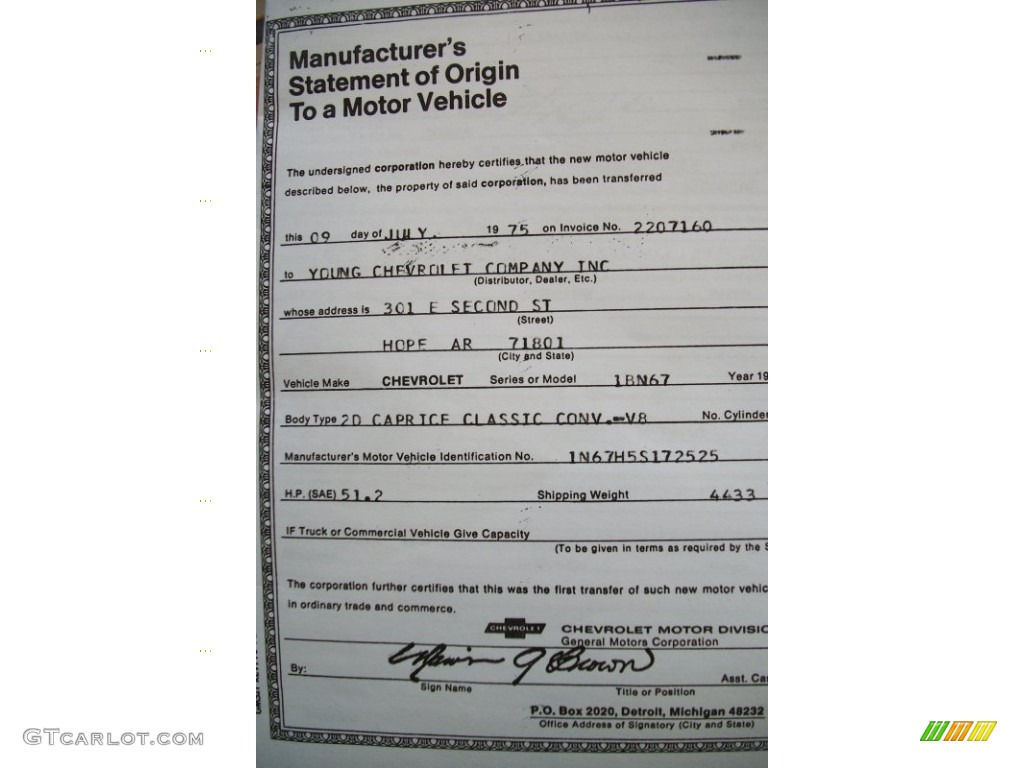 Manufacturer's
Statement of Origin
To a Motor Vehicle
The undersigned corporation hereby certifies that the new motor vehicle
described below, the property of said corporation, has been transferred
this 09 day of JULY. 19 75 on Invoice No. 2207160
to YOUNG CHEVROLET COMPANY INC
(Distributor, Dealer, Etc.)
whose address is 301 E SECOND ST
(Street)
HOPE AR 71801
(City and State)
Vehicle Make CHEVROLET Series or Model 1BN67 Year 19
Body Type 2D CAPRICE CLASSIC CONV.-V8 No. Cylinder
Manufacturer's Motor Vehicle Identification No. 1N67H5S172525
H.P. (SAE) 51.2 Shipping Weight 4433
IF Truck or Commercial Vehicle Give Capacity
(To be given in terms as required by the S
The corporation further certifies that this was the first transfer of such new motor vehic
in ordinary trade and commerce.
CHEVROLET CHEVROLET MOTOR DIVISIO
General Motors Corporation
By: J Brown Asst. Ca
Sign Name Title or Position
P.O. Box 2020, Detroit, Michigan 48232
Office Address of Signatory (City and State)
GTCARLOT.COM